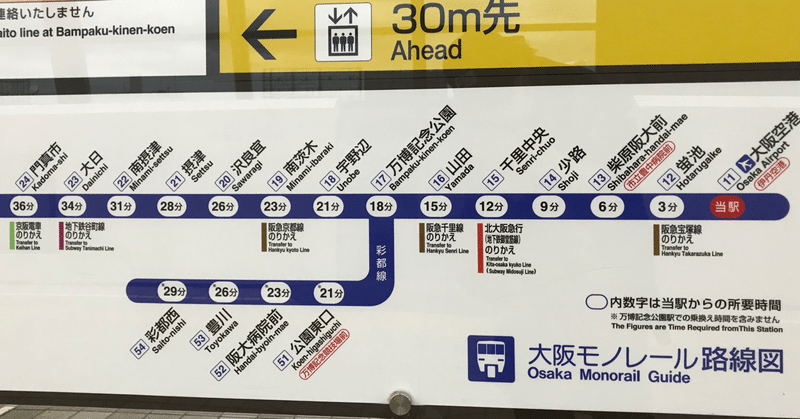 連絡いたしません
aito line at Bampaku-kinen-koen
30m先
Ahead
24 門真市
Kadoma-shi
23 大日
Dainichi
22 南摂津
Minami-settsu
21 摂津
Settsu
20 沢良宜
Sawaragi
19 南茨木
Minami-ibaraki
18 宇野辺
Unobe
17 万博記念公園
Bampaku-kinen-koen
16 山田
Yamada
15 千里中央
Senri-chuo
14 少路
Shoji
13 柴原阪大前
Shibahara-handai-mae
市立豊中病院前
12 蛍池
Hotarugaike
11 大阪空港
Osaka Airport
伊丹空港
36分 34分 31分 28分 26分 23分 21分 18分 15分 12分 9分 6分 3分 当駅
京阪電車
のりかえ
Transfer to
Keihan Line
地下鉄谷町線
のりかえ
Transfer to
Subway Tanimachi Line
阪急京都線
のりかえ
Transfer to
Hankyu kyoto Line
彩都線
阪急千里線
のりかえ
Transfer to
Hankyu Senri Line
北大阪急行
(地下鉄御堂筋線)
のりかえ
Transfer to
Kita-osaka kyuko Line
(Subway Midosuji Line)
阪急宝塚線
のりかえ
Transfer to
Hankyu Takarazuka Line
29分 26分 23分 21分
54 彩都西
Saito-nishi
53 豊川
Toyokawa
52 阪大病院前
Handai-byoin-mae
51 公園東口
Koen-higashiguchi
万博記念競技場前
内数字は当駅からの所要時間
※ 万博記念公園駅での乗換え時間を含みません
The Figures are Time Required fromThis Station
大阪モノレール路線図
Osaka Monorail Guide